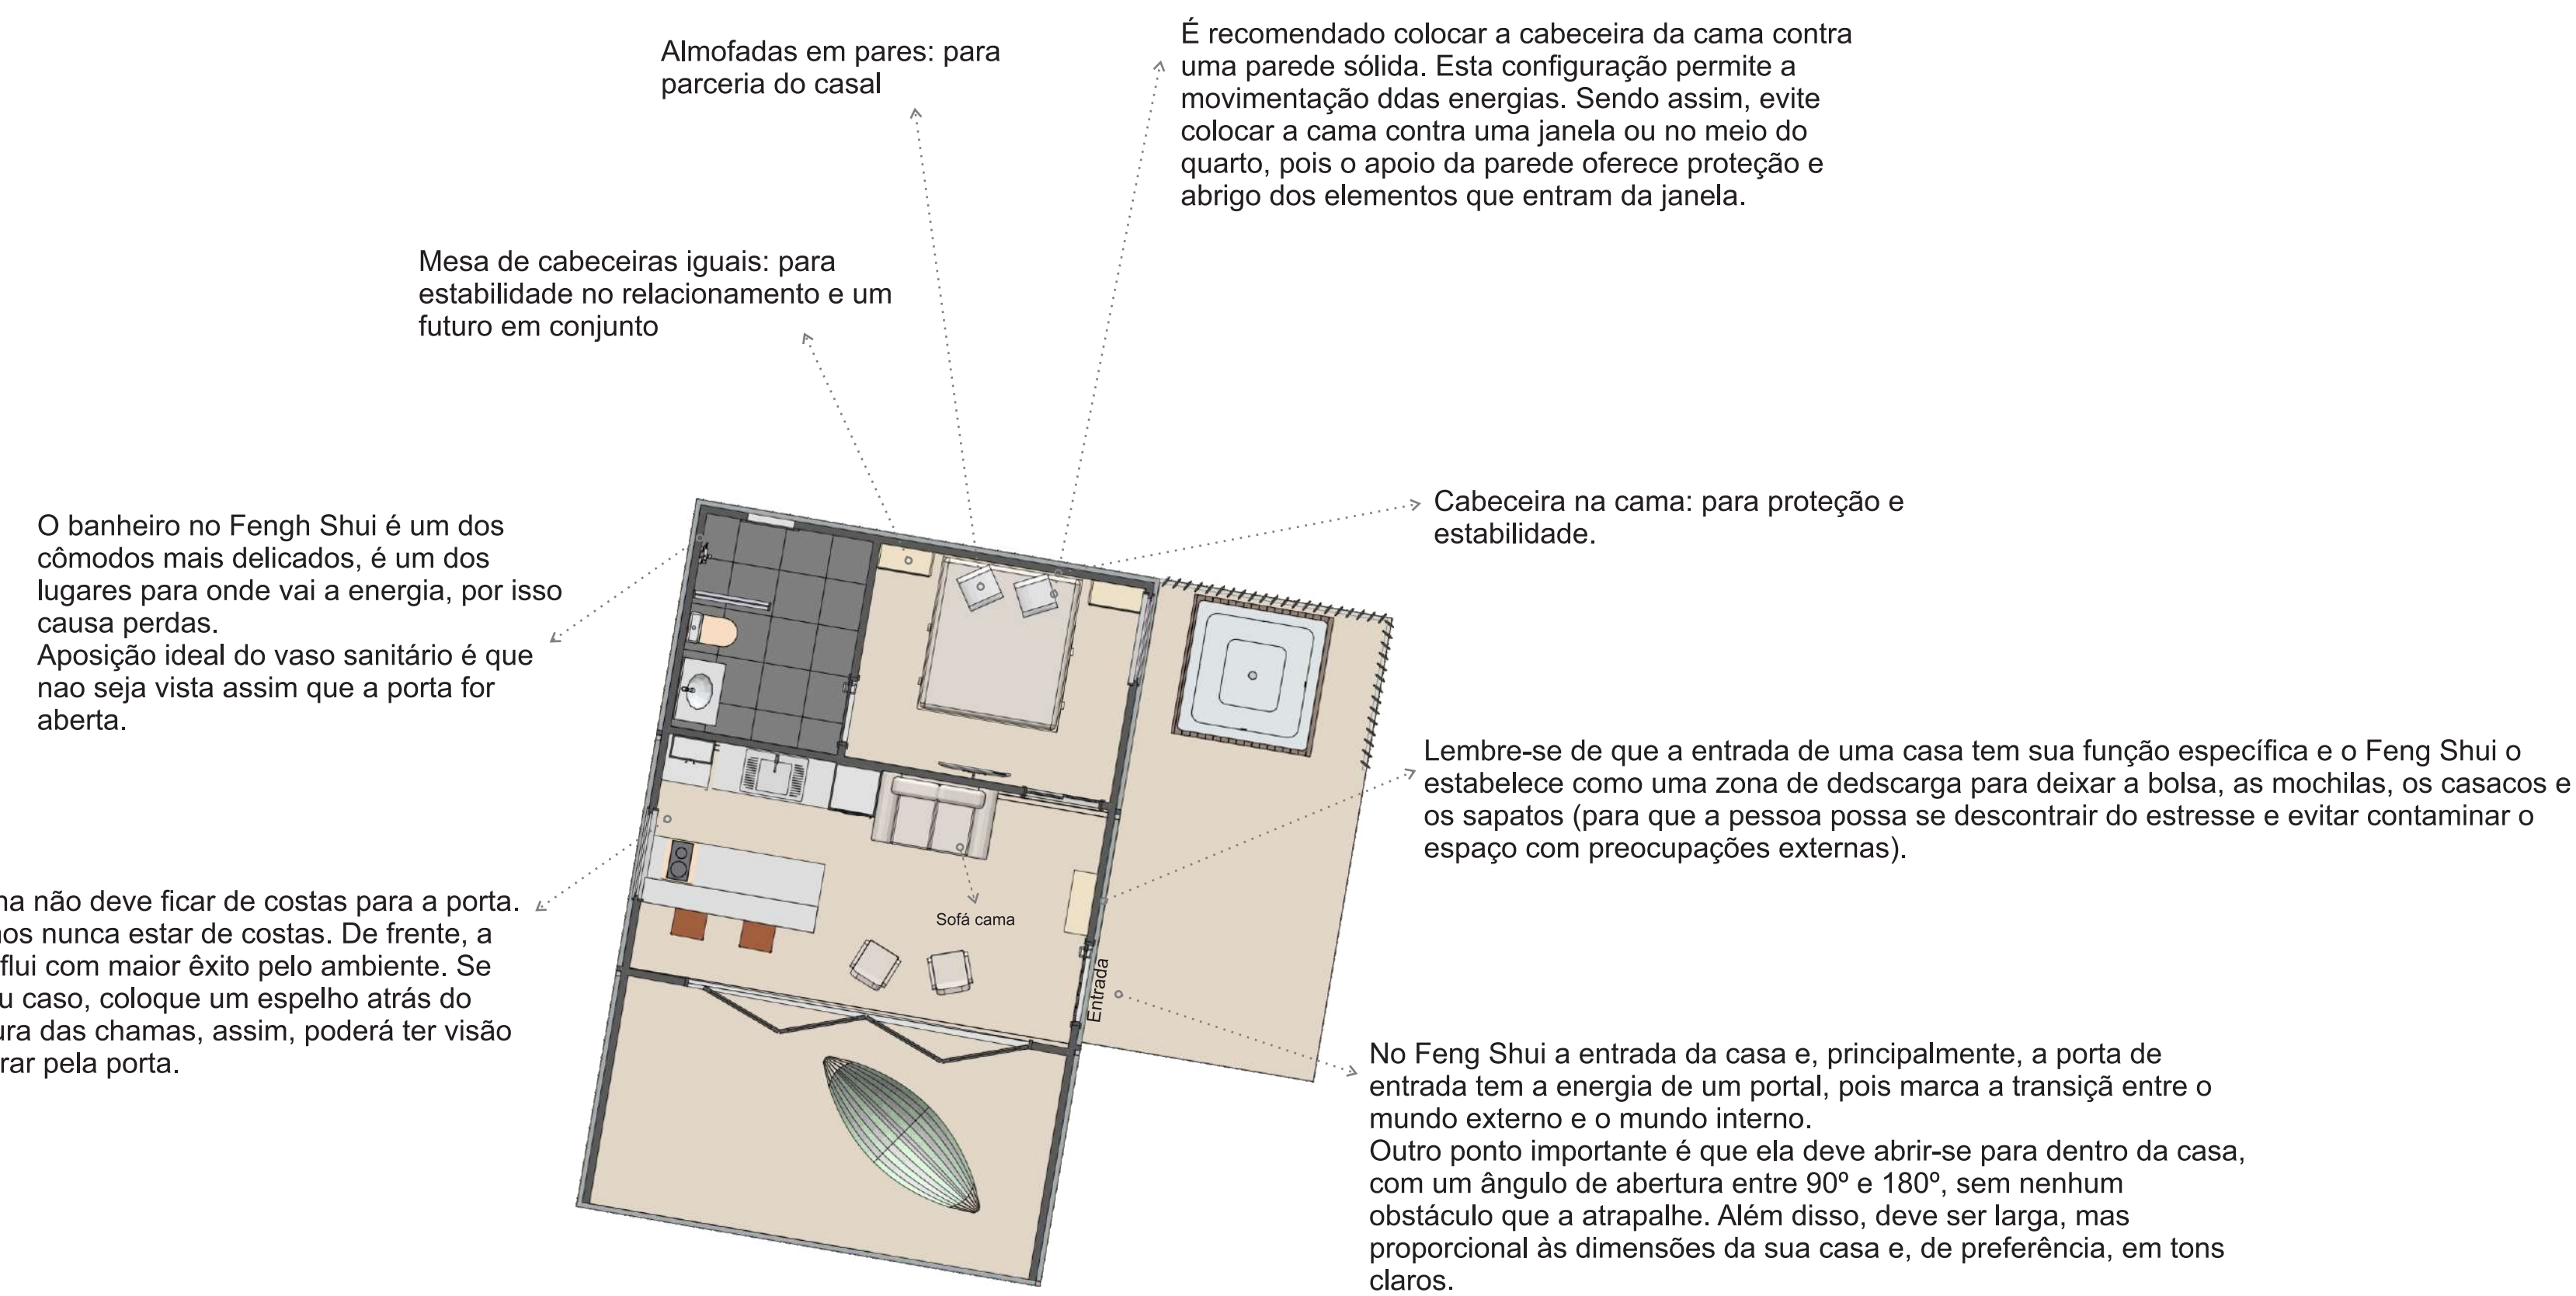 Almofadas em pares: para
parceria do casal
É recomendado colocar a cabeceira da cama contra
uma parede sólida. Esta configuração permite a
movimentação ddas energias. Sendo assim, evite
colocar a cama contra uma janela ou no meio do
quarto, pois o apoio da parede oferece proteção e
abrigo dos elementos que entram da janela.
Mesa de cabeceiras iguais: para
estabilidade no relacionamento e um
futuro em conjunto
O banheiro no Fengh Shui é um dos
cômodos mais delicados, é um dos
lugares para onde vai a energia, por isso
causa perdas.
Aposição ideal do vaso sanitário é que
nao seja vista assim que a porta for
aberta.
Cabeceira na cama: para proteção e
estabilidade.
Lembre-se de que a entrada de uma casa tem sua função específica e o Feng Shui o
estabelece como uma zona de dedscarga para deixar a bolsa, as mochilas, os casacos e
os sapatos (para que a pessoa possa se descontrair do estresse e evitar contaminar o
espaço com preocupações externas).
não deve ficar de costas para a porta.
nunca estar de costas. De frente, a
flui com maior êxito pelo ambiente. Se
caso, coloque um espelho atrás do
das chamas, assim, poderá ter visão
pela porta.
Sofá cama
Entrada
No Feng Shui a entrada da casa e, principalmente, a porta de
entrada tem a energia de um portal, pois marca a transiçã entre o
mundo externo e o mundo interno.
Outro ponto importante é que ela deve abrir-se para dentro da casa,
com um ângulo de abertura entre 90º e 180º, sem nenhum
obstáculo que a atrapalhe. Além disso, deve ser larga, mas
proporcional às dimensões da sua casa e, de preferência, em tons
claros.